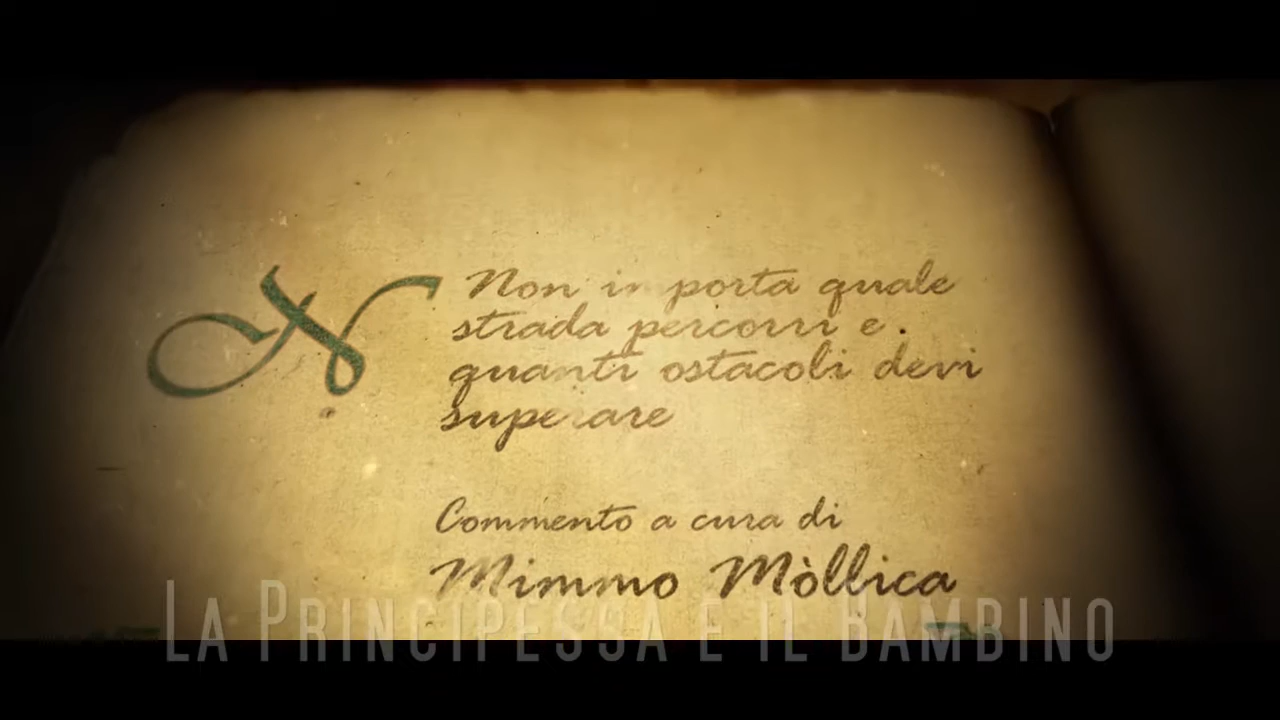 N
Non importa quale
strada percorri e
quanti ostacoli devi
superare
Commento a cura di
Mimmo Mòllica
LA PRINCIPESSA E IL BAMBINO